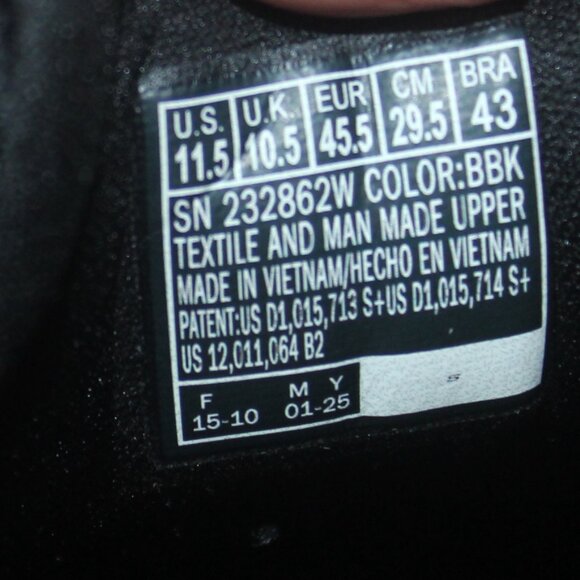 U.S. U.K. EUR CM BRA
11.5 10.5 45.5 29.5 43
SN 232862W COLOR:BBK
TEXTILE AND MAN MADE UPPER
MADE IN VIETNAM/HECHO EN VIETNAM
PATENT:US D1,015,713 S+US D1,015,714 S+
US 12,011,064 B2
F M Y
15-10 01-25
S